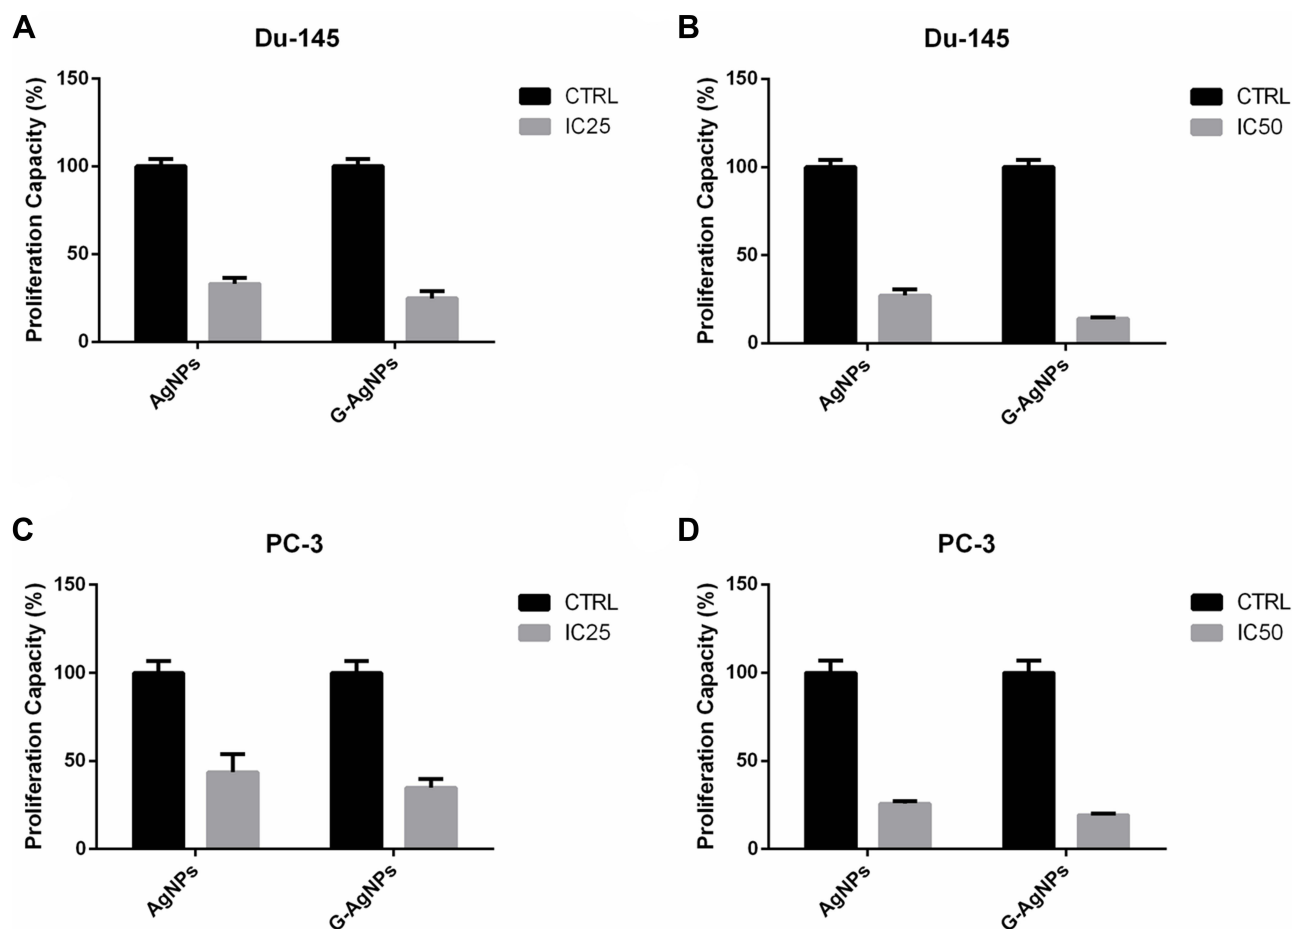 A
Du-145
Proliferation Capacity (%)
150
100
50
0
CTRL
IC25
AgNPs
G-AgNPs
B
Du-145
Proliferation Capacity (%)
150
100
50
0
CTRL
IC50
AgNPs
G-AgNPs
C
PC-3
Proliferation Capacity (%)
150
100
50
0
CTRL
IC25
AgNPs
G-AgNPs
D
PC-3
Proliferation Capacity (%)
150
100
50
0
CTRL
IC50
AgNPs
G-AgNPs